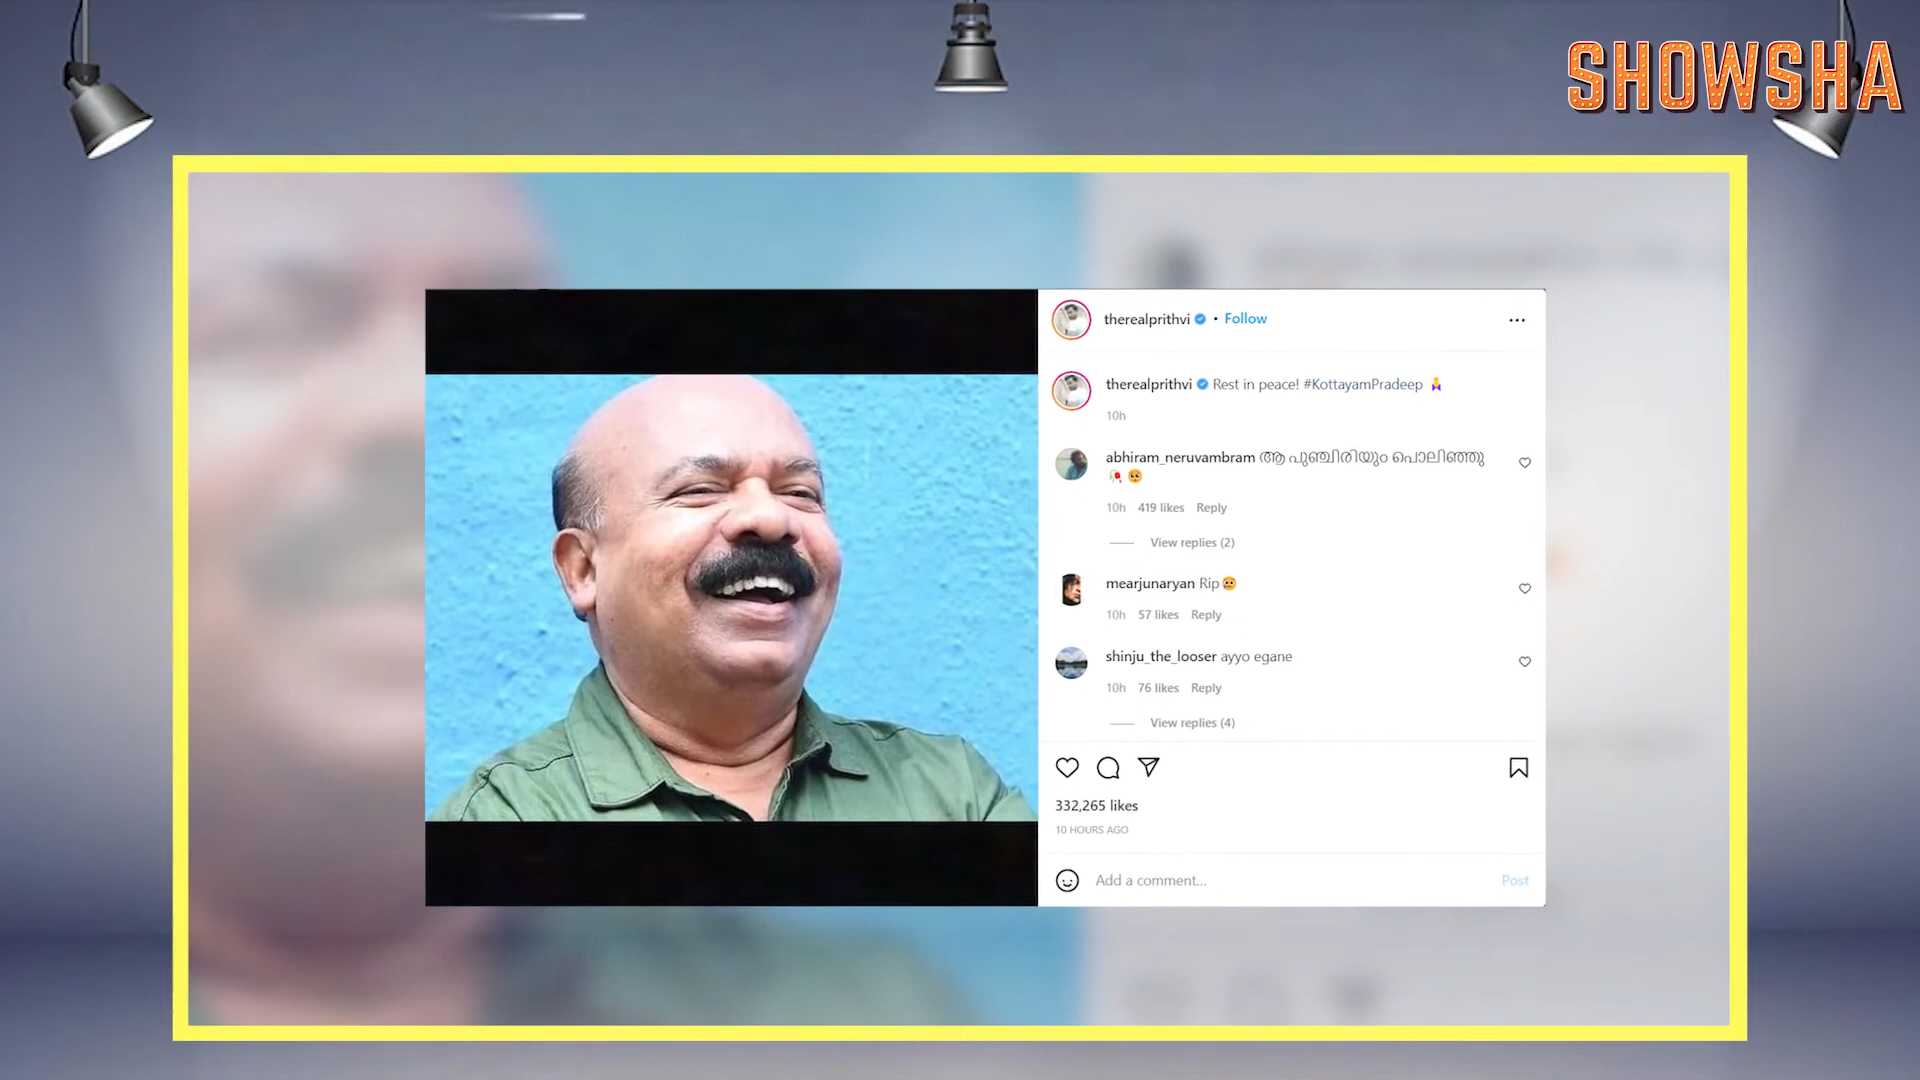 SHOWSHA
therealprithvi • Follow
therealprithvi Rest in peace! #KottayamPradeep
10h
abhiram_neruvambram ആ പുഞ്ചിരിയും പൊലിഞ്ഞു
10h 419 likes Reply
View replies (2)
mearjunaryan Rip
10h 57 likes Reply
shinju_the_looser ayyo egane
10h 76 likes Reply
View replies (4)
332,265 likes
10 HOURS AGO
Add a comment... Post